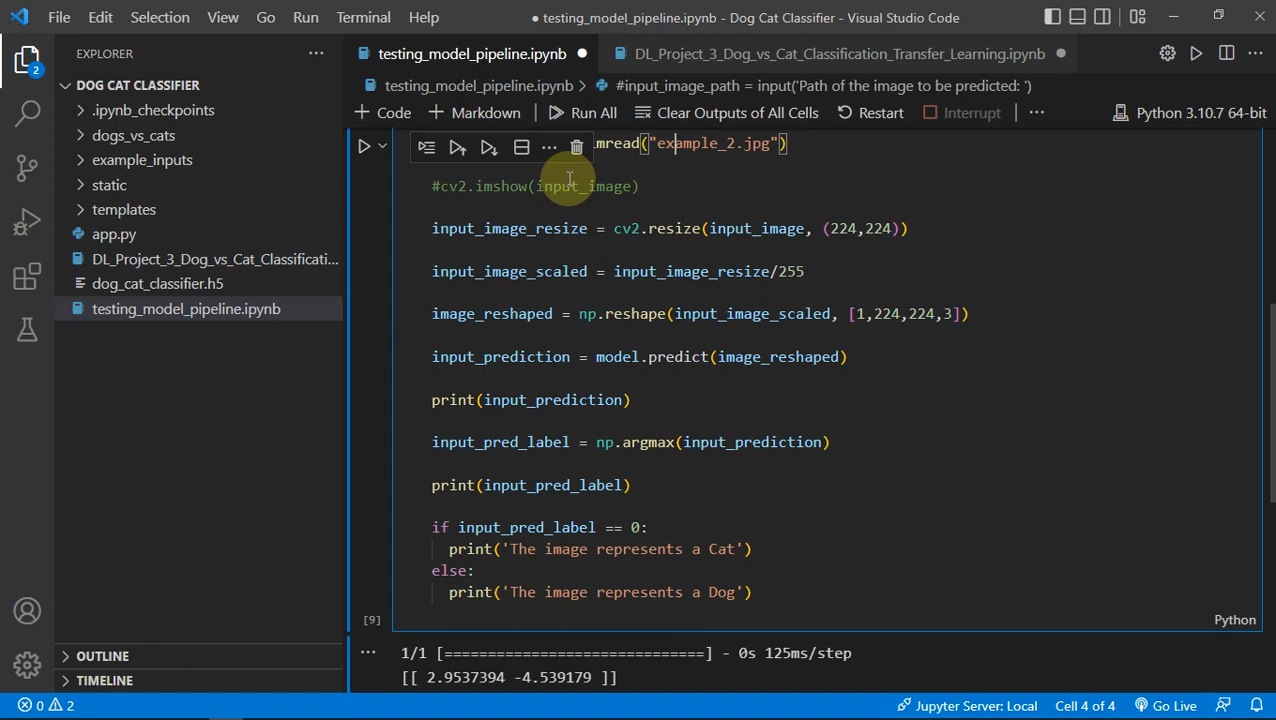 File Edit Selection View Go Run Terminal Help
● testing_model_pipeline.ipynb - Dog Cat Classifier - Visual Studio Code
EXPLORER
testing_model_pipeline.ipynb
DL_Project_3_Dog_vs_Cat_Classification_Transfer_Learning.ipynb
DOG CAT CLASSIFIER
testing_model_pipeline.ipynb > #input_image_path = input('Path of the image to be predicted: ')
+ Code + Markdown Run All Clear Outputs of All Cells Restart Interrupt ... Python 3.10.7 64-bit
.ipynb_checkpoints
dogs_vs_cats
example_inputs
static
templates
app.py
DL_Project_3_Dog_vs_Cat_Classificati...
dog_cat_classifier.h5
testing_model_pipeline.ipynb
2
OUTLINE
TIMELINE
imread("example_2.jpg")
#cv2.imshow(input_image)
input_image_resize = cv2.resize(input_image, (224,224))
input_image_scaled = input_image_resize/255
image_reshaped = np.reshape(input_image_scaled, [1,224,224,3])
input_prediction = model.predict(image_reshaped)
print(input_prediction)
input_pred_label = np.argmax(input_prediction)
print(input_pred_label)
if input_pred_label == 0:
print('The image represents a Cat')
else:
print('The image represents a Dog')
[9]
Python
1/1 [==============================] - 0s 125ms/step
[[ 2.9537394 -4.539179 ]]
0 2
Jupyter Server: Local Cell 4 of 4 Go Live